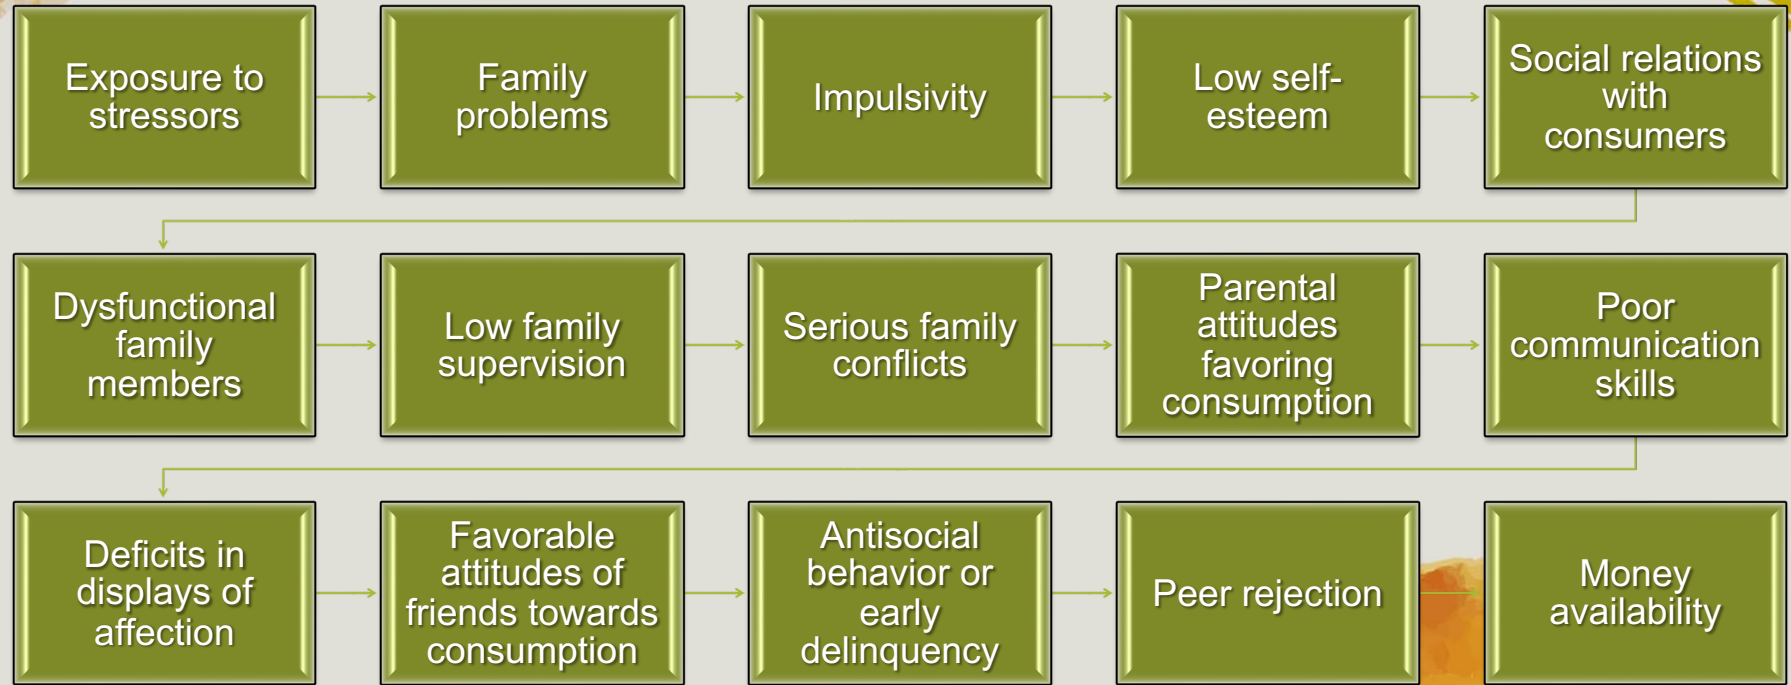 Exposure to
stressors
Family
problems
Impulsivity
Low self-
esteem
Social relations
with
consumers
Dysfunctional
family
members
Low family
supervision
Serious family
conflicts
Parental
attitudes
favoring
consumption
Poor
communication
skills
Deficits in
displays of
affection
Favorable
attitudes of
friends towards
consumption
Antisocial
behavior or
early
delinquency
Peer rejection
Money
availability